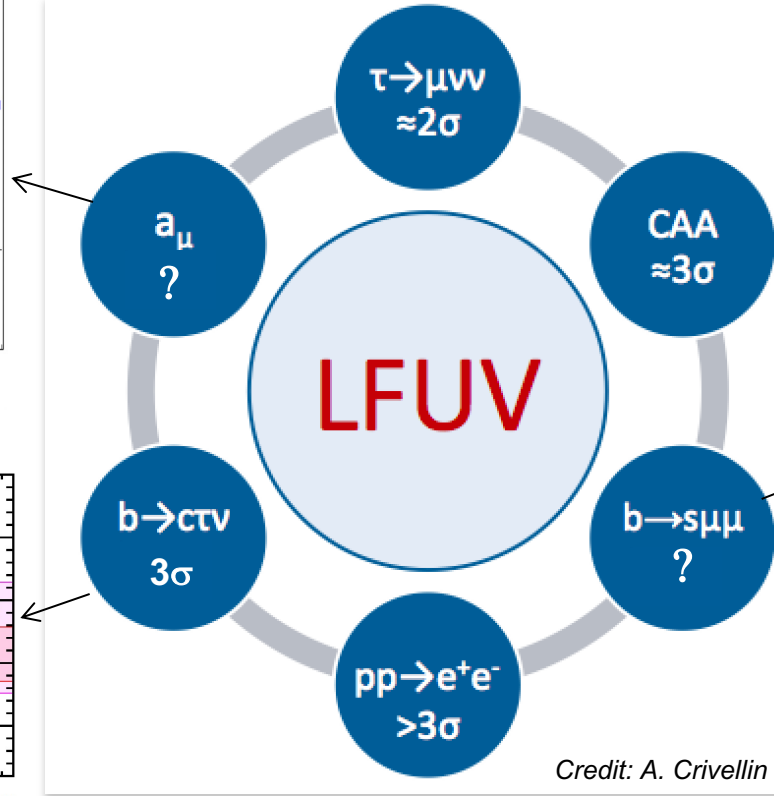 τ→μνν
≈2σ
aμ
?
CAA
≈3σ
LFUV
b→cτν
3σ
b→sμμ
?
pp→e⁺e⁻
>3σ
Credit: A. Crivellin